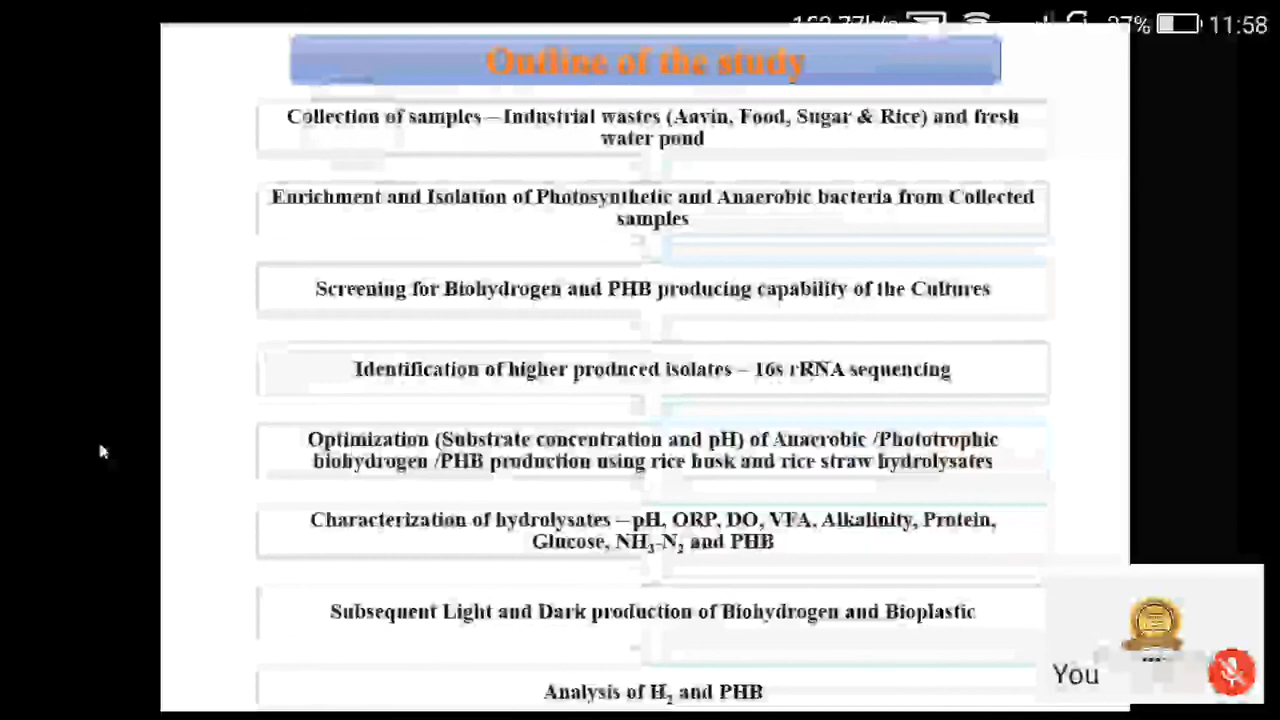 11:58
Outline of the study
Collection of samples – Industrial wastes (Aavin, Food, Sugar & Rice) and fresh
water pond
Enrichment and Isolation of Photosynthetic and Anaerobic bacteria from Collected
samples
Screening for Biohydrogen and PHB producing capability of the Cultures
Identification of higher produced isolates – 16s rRNA sequencing
Optimization (Substrate concentration and pH) of Anaerobic /Phototrophic
biohydrogen /PHB production using rice husk and rice straw hydrolysates
Characterization of hydrolysates – pH, ORP, DO, VFA, Alkalinity, Protein,
Glucose, NH₃-N₂ and PHB
Subsequent Light and Dark production of Biohydrogen and Bioplastic
Analysis of H₂ and PHB
You